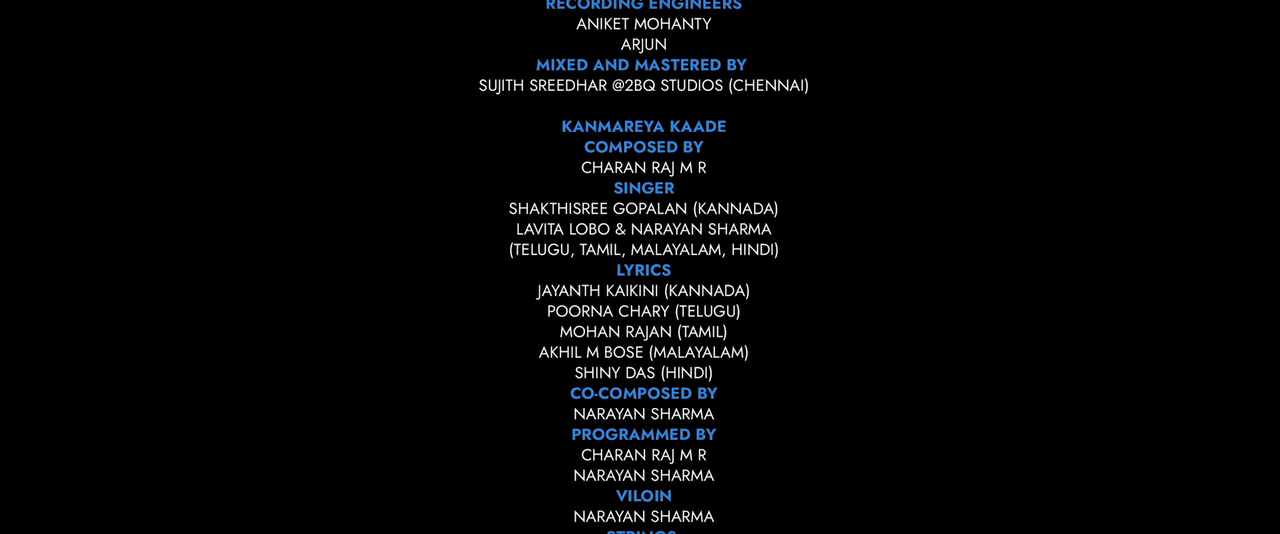 RECORDING ENGINEERS
ANIKET MOHANTY
ARJUN
MIXED AND MASTERED BY
SUJITH SREEDHAR @2BQ STUDIOS (CHENNAI)
KANMAREYA KAADE
COMPOSED BY
CHARAN RAJ M R
SINGER
SHAKTHISREE GOPALAN (KANNADA)
LAVITA LOBO & NARAYAN SHARMA
(TELUGU, TAMIL, MALAYALAM, HINDI)
LYRICS
JAYANTH KAIKINI (KANNADA)
POORNA CHARY (TELUGU)
MOHAN RAJAN (TAMIL)
AKHIL M BOSE (MALAYALAM)
SHINY DAS (HINDI)
CO-COMPOSED BY
NARAYAN SHARMA
PROGRAMMED BY
CHARAN RAJ M R
NARAYAN SHARMA
VILOIN
NARAYAN SHARMA
STRINGS